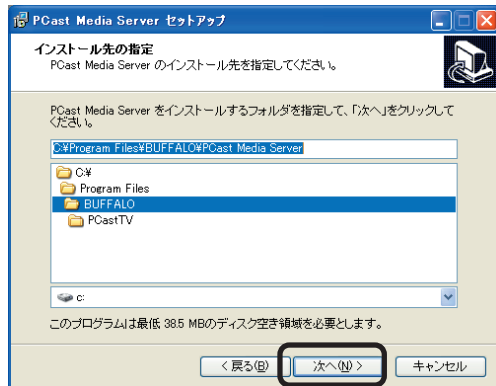 PCast Media Server セットアップ
インストール先の指定
PCast Media Server のインストール先を指定してください。
PCast Media Server をインストールするフォルダを指定して、「次へ」をクリックして
ください。
C:¥Program Files¥BUFFALO¥PCast Media Server
C:¥
Program Files
BUFFALO
PCastTV
c:
このプログラムは最低 38.5 MBのディスク空き領域を必要とします。
< 戻る(B)
次へ(N) >
キャンセル